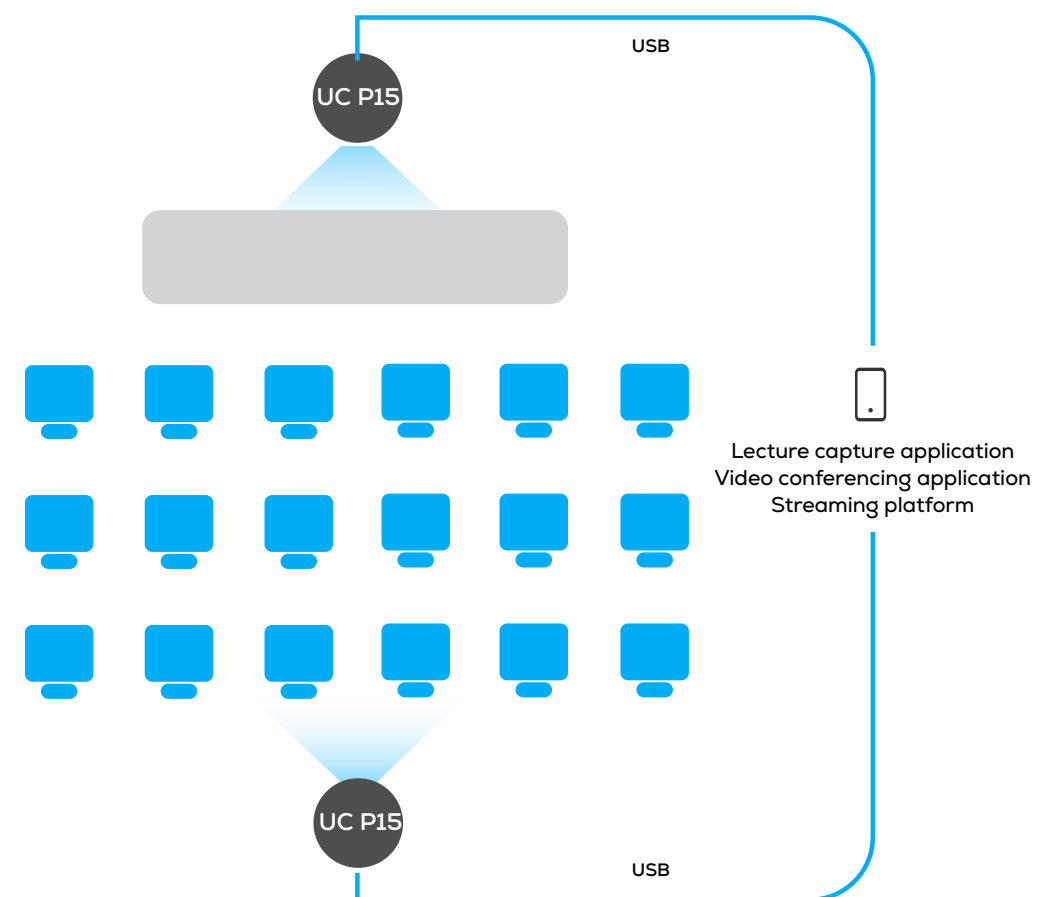 USB
UC P15
Lecture capture application
Video conferencing application
Streaming platform
UC P15
USB